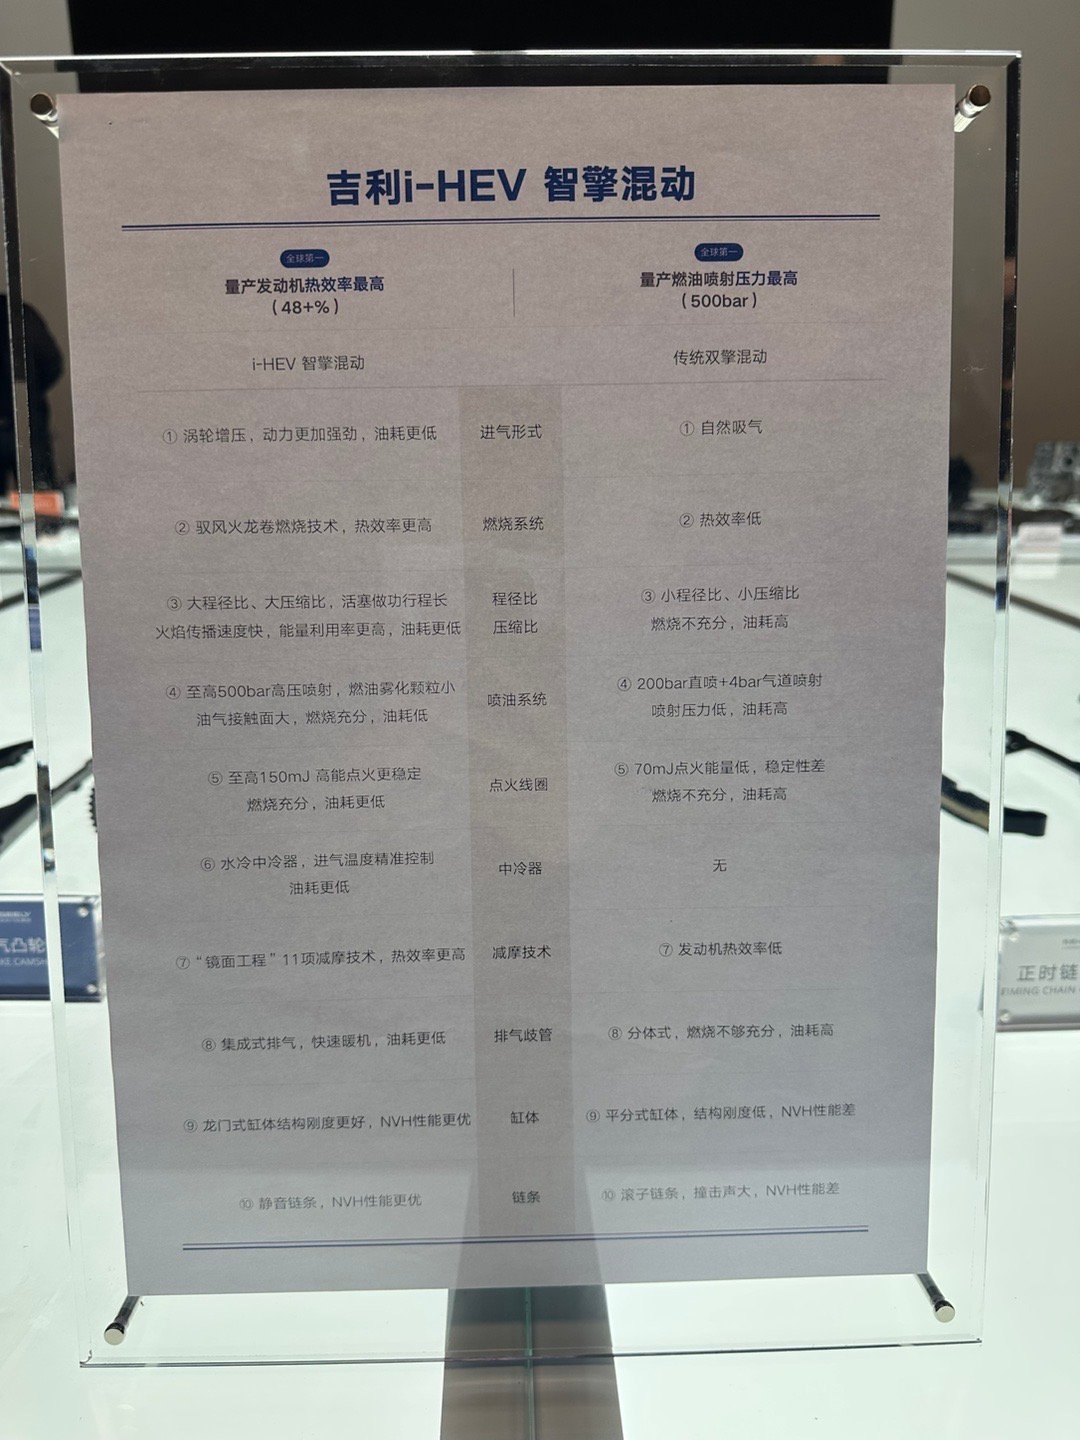 吉利i-HEV 智擎混动
全球第一
量产发动机热效率最高
（48+%）
全球第一
量产燃油喷射压力最高
（500bar）
i-HEV 智擎混动
传统双擎混动
① 涡轮增压，动力更加强劲，油耗更低
进气形式
① 自然吸气
② 驭风火龙卷燃烧技术，热效率更高
燃烧系统
② 热效率低
③ 大程径比、大压缩比，活塞做功行程长
火焰传播速度快，能量利用率更高，油耗更低
程径比
压缩比
③ 小程径比、小压缩比
燃烧不充分，油耗高
④ 至高500bar高压喷射，燃油雾化颗粒小
油气接触面大，燃烧充分，油耗低
喷油系统
④ 200bar直喷+4bar气道喷射
喷射压力低，油耗高
⑤ 至高150mJ 高能点火更稳定
燃烧充分，油耗更低
点火线圈
⑤ 70mJ点火能量低，稳定性差
燃烧不充分，油耗高
⑥ 水冷中冷器，进气温度精准控制
油耗更低
中冷器
无
⑦ “镜面工程”11项减摩技术，热效率更高
减摩技术
⑦ 发动机热效率低
⑧ 集成式排气，快速暖机，油耗更低
排气歧管
⑧ 分体式，燃烧不够充分，油耗高
⑨ 龙门式缸体结构刚度更好，NVH性能更优
缸体
⑨ 平分式缸体，结构刚度低，NVH性能差
⑩ 静音链条，NVH性能更优
链条
⑩ 滚子链条，撞击声大，NVH性能差
气凸轮
正时链
TIMING CHAIN